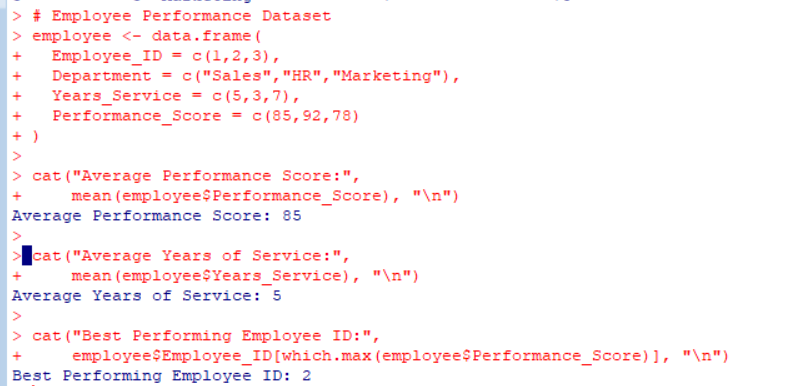 > # Employee Performance Dataset
> employee <- data.frame(
+   Employee_ID = c(1,2,3),
+   Department = c("Sales","HR","Marketing"),
+   Years_Service = c(5,3,7),
+   Performance_Score = c(85,92,78)
+ )
>
> cat("Average Performance Score:",
+     mean(employee$Performance_Score), "\n")
Average Performance Score: 85
>
> cat("Average Years of Service:",
+     mean(employee$Years_Service), "\n")
Average Years of Service: 5
>
> cat("Best Performing Employee ID:",
+     employee$Employee_ID[which.max(employee$Performance_Score)], "\n")
Best Performing Employee ID: 2